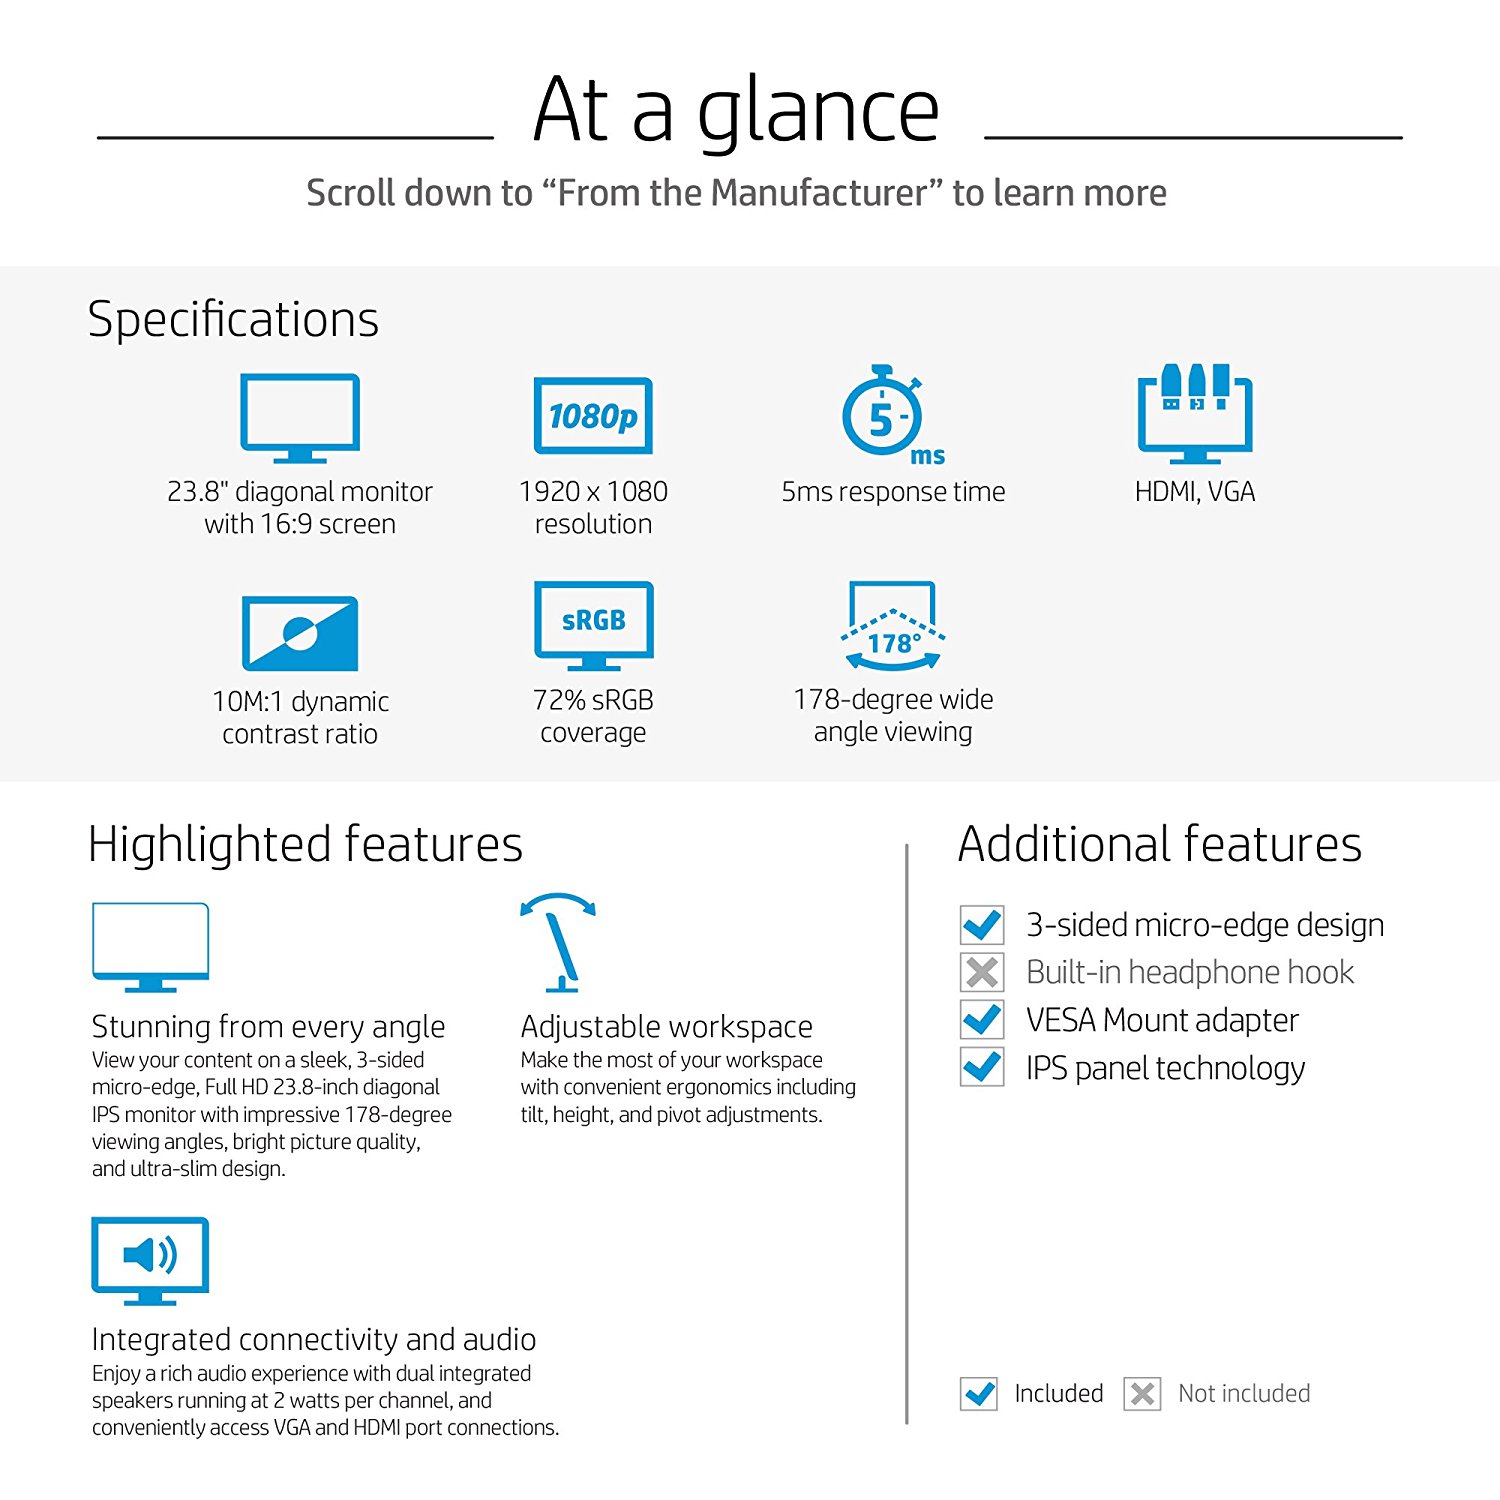 At a glance
Scroll down to “From the Manufacturer” to learn more
Specifications
1080p
5
ms
23.8" diagonal monitor
with 16:9 screen
1920 x 1080
resolution
5ms response time
HDMI, VGA
sRGB
178°
10M:1 dynamic
contrast ratio
72% sRGB
coverage
178-degree wide
angle viewing
Highlighted features
Stunning from every angle
View your content on a sleek, 3-sided
micro-edge, Full HD 23.8-inch diagonal
IPS monitor with impressive 178-degree
viewing angles, bright picture quality,
and ultra-slim design.
Adjustable workspace
Make the most of your workspace
with convenient ergonomics including
tilt, height, and pivot adjustments.
Integrated connectivity and audio
Enjoy a rich audio experience with dual integrated
speakers running at 2 watts per channel, and
conveniently access VGA and HDMI port connections.
Additional features
3-sided micro-edge design
Built-in headphone hook
VESA Mount adapter
IPS panel technology
Included
Not included